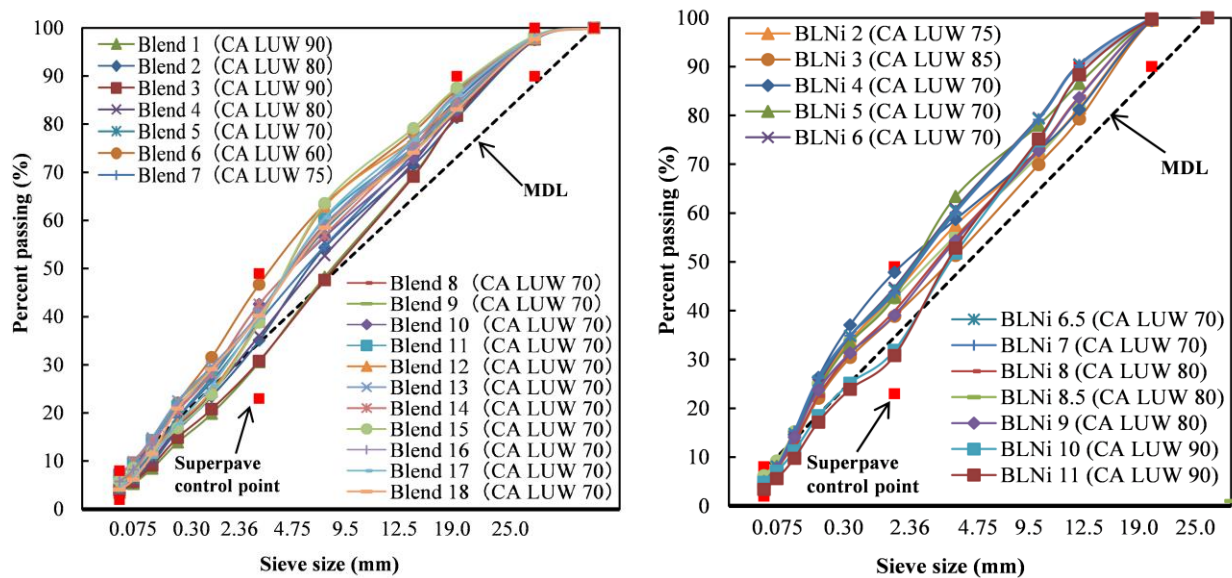 Percent passing (%)
100
90
80
70
60
50
40
30
20
10
0
Blend 1（CA LUW 90）
Blend 2（CA LUW 80）
Blend 3（CA LUW 90）
Blend 4（CA LUW 80）
Blend 5（CA LUW 70）
Blend 6（CA LUW 60）
Blend 7（CA LUW 75）
MDL
Blend 8（CA LUW 70）
Blend 9（CA LUW 70）
Blend 10（CA LUW 70）
Blend 11（CA LUW 70）
Blend 12（CA LUW 70）
Blend 13（CA LUW 70）
Blend 14（CA LUW 70）
Blend 15（CA LUW 70）
Blend 16（CA LUW 70）
Blend 17（CA LUW 70）
Blend 18（CA LUW 70）
Superpave
control point
0.075 0.30 2.36 4.75 9.5 12.5 19.0 25.0
Sieve size (mm)
Percent passing (%)
100
90
80
70
60
50
40
30
20
10
0
BLNi 2 (CA LUW 75)
BLNi 3 (CA LUW 85)
BLNi 4 (CA LUW 70)
BLNi 5 (CA LUW 70)
BLNi 6 (CA LUW 70)
MDL
BLNi 6.5 (CA LUW 70)
BLNi 7 (CA LUW 70)
BLNi 8 (CA LUW 80)
BLNi 8.5 (CA LUW 80)
BLNi 9 (CA LUW 80)
BLNi 10 (CA LUW 90)
BLNi 11 (CA LUW 90)
Superpave
control point
0.075 0.30 2.36 4.75 9.5 12.5 19.0 25.0
Sieve size (mm)